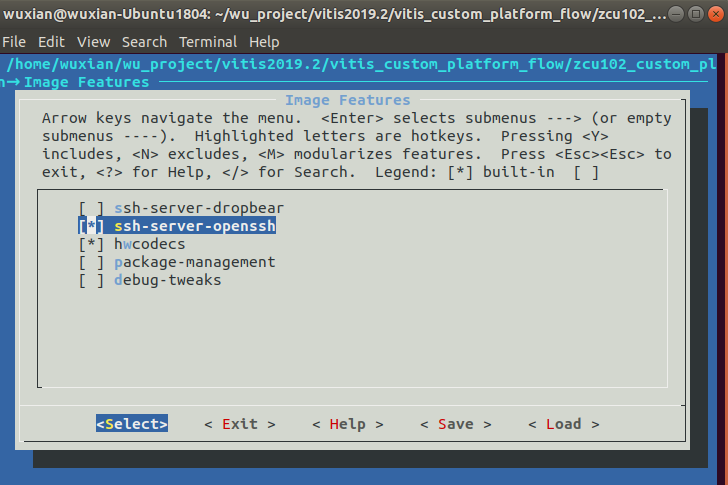 wuxian@wuxian-Ubuntu1804: ~/wu_project/vitis2019.2/vitis_custom_platform_flow/zcu102_...
File Edit View Search Terminal Help
/home/wuxian/wu_project/vitis2019.2/vitis_custom_platform_flow/zcu102_custom_pl
n→Image Features
Image Features
Arrow keys navigate the menu. <Enter> selects submenus ---> (or empty
submenus ----). Highlighted letters are hotkeys. Pressing <Y>
includes, <N> excludes, <M> modularizes features. Press <Esc><Esc> to
exit, <?> for Help, </> for Search. Legend: [*] built-in [ ]
[ ] ssh-server-dropbear
[*] ssh-server-openssh
[*] hwcodecs
[ ] package-management
[ ] debug-tweaks
<Select> < Exit > < Help > < Save > < Load >